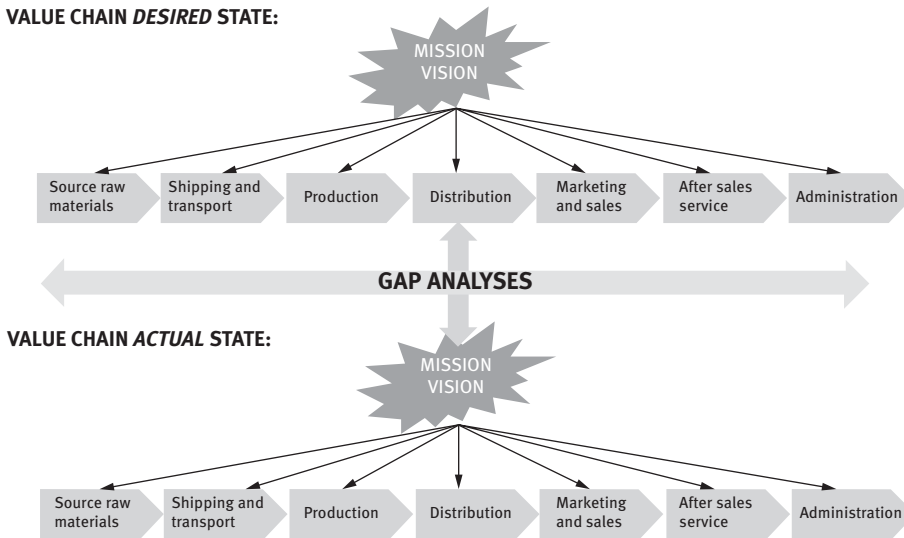 VALUE CHAIN DESIRED STATE:
MISSION
VISION
Source raw
materials
Shipping and
transport
Production
Distribution
Marketing
and sales
After sales
service
Administration
GAP ANALYSES
VALUE CHAIN ACTUAL STATE:
MISSION
VISION
Source raw
materials
Shipping and
transport
Production
Distribution
Marketing
and sales
After sales
service
Administration